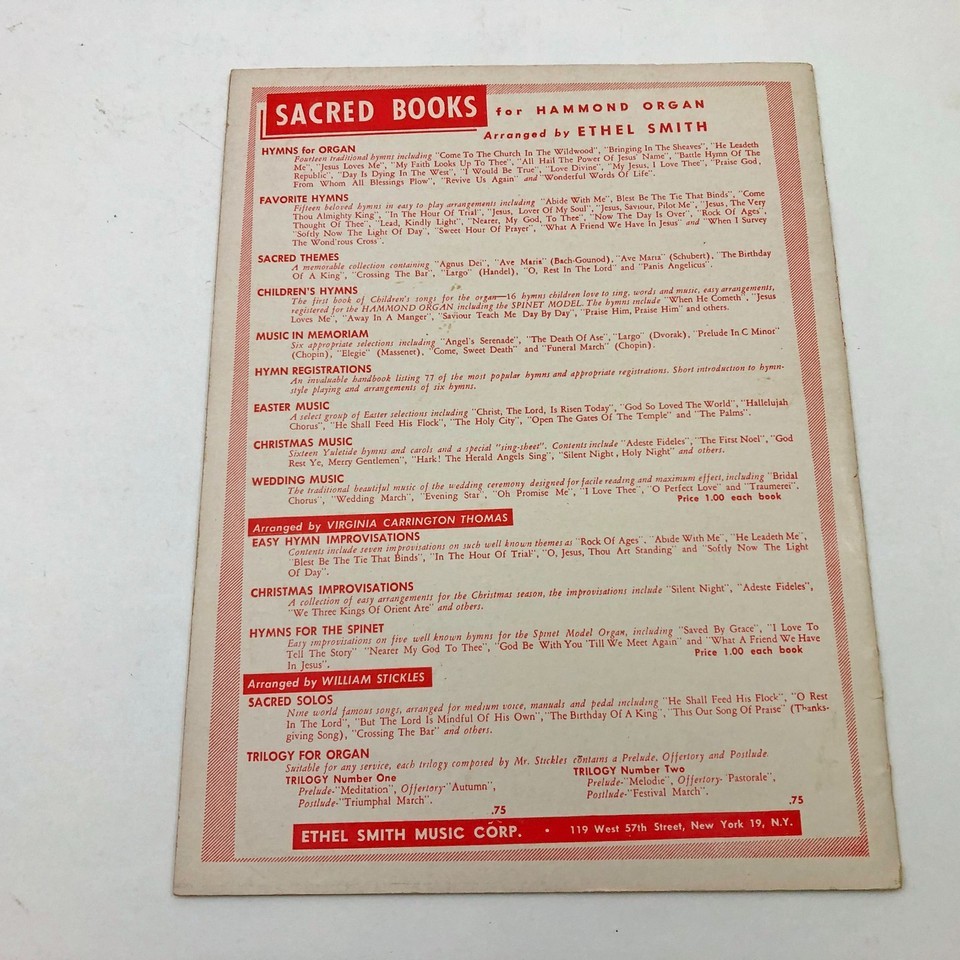 SACRED BOOKS for HAMMOND ORGAN
Arranged by ETHEL SMITH
HYMNS for ORGAN
Fourteen traditional hymns including "Come To The Church In The Wildwood", "Bringing In The Sheaves", "He Leadeth
Me", "Jesus Loves Me", "My Faith Looks Up To Thee", "All Hail The Power Of Jesus' Name", "Battle Hymn Of The
Republic", "Day Is Dying In The West", "I Would Be True", "Love Divine", "My Jesus, I Love Thee", "Praise God,
From Whom All Blessings Flow", "Revive Us Again" and "Wonderful Words Of Life".
FAVORITE HYMNS
Fifteen beloved hymns in easy to play arrangements including "Abide With Me", Blest Be The Tie That Binds", "Come
Thou Almighty King", "In The Hour Of Trial", "Jesus, Lover Of My Soul", "Jesus, Saviour, Pilot Me", "Jesus, The Very
Thought Of Thee", "Lead, Kindly Light", "Nearer, My God, To Thee", "Now The Day Is Over", "Rock Of Ages",
"Softly Now The Light Of Day", "Sweet Hour Of Prayer", "What A Friend We Have In Jesus" and "When I Survey
The Wond'rous Cross".
SACRED THEMES
A memorable collection containing "Agnus Dei", "Ave Maria" (Bach-Gounod), "Ave Maria" (Schubert), "The Birthday
Of A King", "Crossing The Bar", "Largo" (Handel), "O, Rest In The Lord" and "Panis Angelicus".
CHILDREN'S HYMNS
The first book of Children's songs for the organ—16 hymns children love to sing, words and music, easy arrangements,
registered for the HAMMOND ORGAN including the SPINET MODEL. The hymns include "When He Cometh", "Jesus
Loves Me", "Away In A Manger", "Saviour Teach Me Day By Day", "Praise Him, Praise Him" and others.
MUSIC IN MEMORIAM
Six appropriate selections including "Angel's Serenade", "The Death Of Ase", "Largo" (Dvorak), "Prelude In C Minor"
(Chopin), "Elegie" (Massenet), "Come, Sweet Death" and "Funeral March" (Chopin).
HYMN REGISTRATIONS
An invaluable handbook listing 77 of the most popular hymns and appropriate registrations. Short introduction to hymn-
style playing and arrangements of six hymns.
EASTER MUSIC
A select group of Easter selections including "Christ, The Lord, Is Risen Today", "God So Loved The World", "Hallelujah
Chorus", "He Shall Feed His Flock", "The Holy City", "Open The Gates Of The Temple" and "The Palms".
CHRISTMAS MUSIC
Sixteen Yuletide hymns and carols and a special "sing-sheet". Contents include "Adeste Fideles", "The First Noel", "God
Rest Ye, Merry Gentlemen", "Hark! The Herald Angels Sing", "Silent Night, Holy Night" and others.
WEDDING MUSIC
The traditional beautiful music of the wedding ceremony designed for facile reading and maximum effect, including "Bridal
Chorus", "Wedding March", "Evening Star", "Oh Promise Me", "I Love Thee", "O Perfect Love" and "Traumerei".
Price 1.00 each book
Arranged by VIRGINIA CARRINGTON THOMAS
EASY HYMN IMPROVISATIONS
Contents include seven improvisations on such well known themes as "Rock Of Ages", "Abide With Me", "He Leadeth Me",
"Blest Be The Tie That Binds", "In The Hour Of Trial", "O, Jesus, Thou Art Standing" and "Softly Now The Light
Of Day".
CHRISTMAS IMPROVISATIONS
A collection of easy arrangements for the Christmas season, the improvisations include "Silent Night", "Adeste Fideles",
"We Three Kings Of Orient Are" and others.
HYMNS FOR THE SPINET
Easy improvisations on five well known hymns for the Spinet Model Organ, including "Saved By Grace", "I Love To
Tell The Story" "Nearer My God To Thee", "God Be With You 'Till We Meet Again" and "What A Friend We Have
In Jesus". Price 1.00 each book
Arranged by WILLIAM STICKLES
SACRED SOLOS
Nine world famous songs, arranged for medium voice, manuals and pedal including "He Shall Feed His Flock", "O Rest
In The Lord", "But The Lord Is Mindful Of His Own", "The Birthday Of A King", "This Our Song Of Praise" (Thanks-
giving Song), "Crossing The Bar" and others.
TRILOGY FOR ORGAN
Suitable for any service, each trilogy composed by Mr. Stickles contains a Prelude, Offertory and Postlude.
TRILOGY Number One
Prelude-"Meditation", Offertory-"Autumn",
Postlude-"Triumphal March".
.75
TRILOGY Number Two
Prelude-"Melodie", Offertory-"Pastorale",
Postlude-"Festival March".
.75
ETHEL SMITH MUSIC CORP. • 119 West 57th Street, New York 19, N.Y.